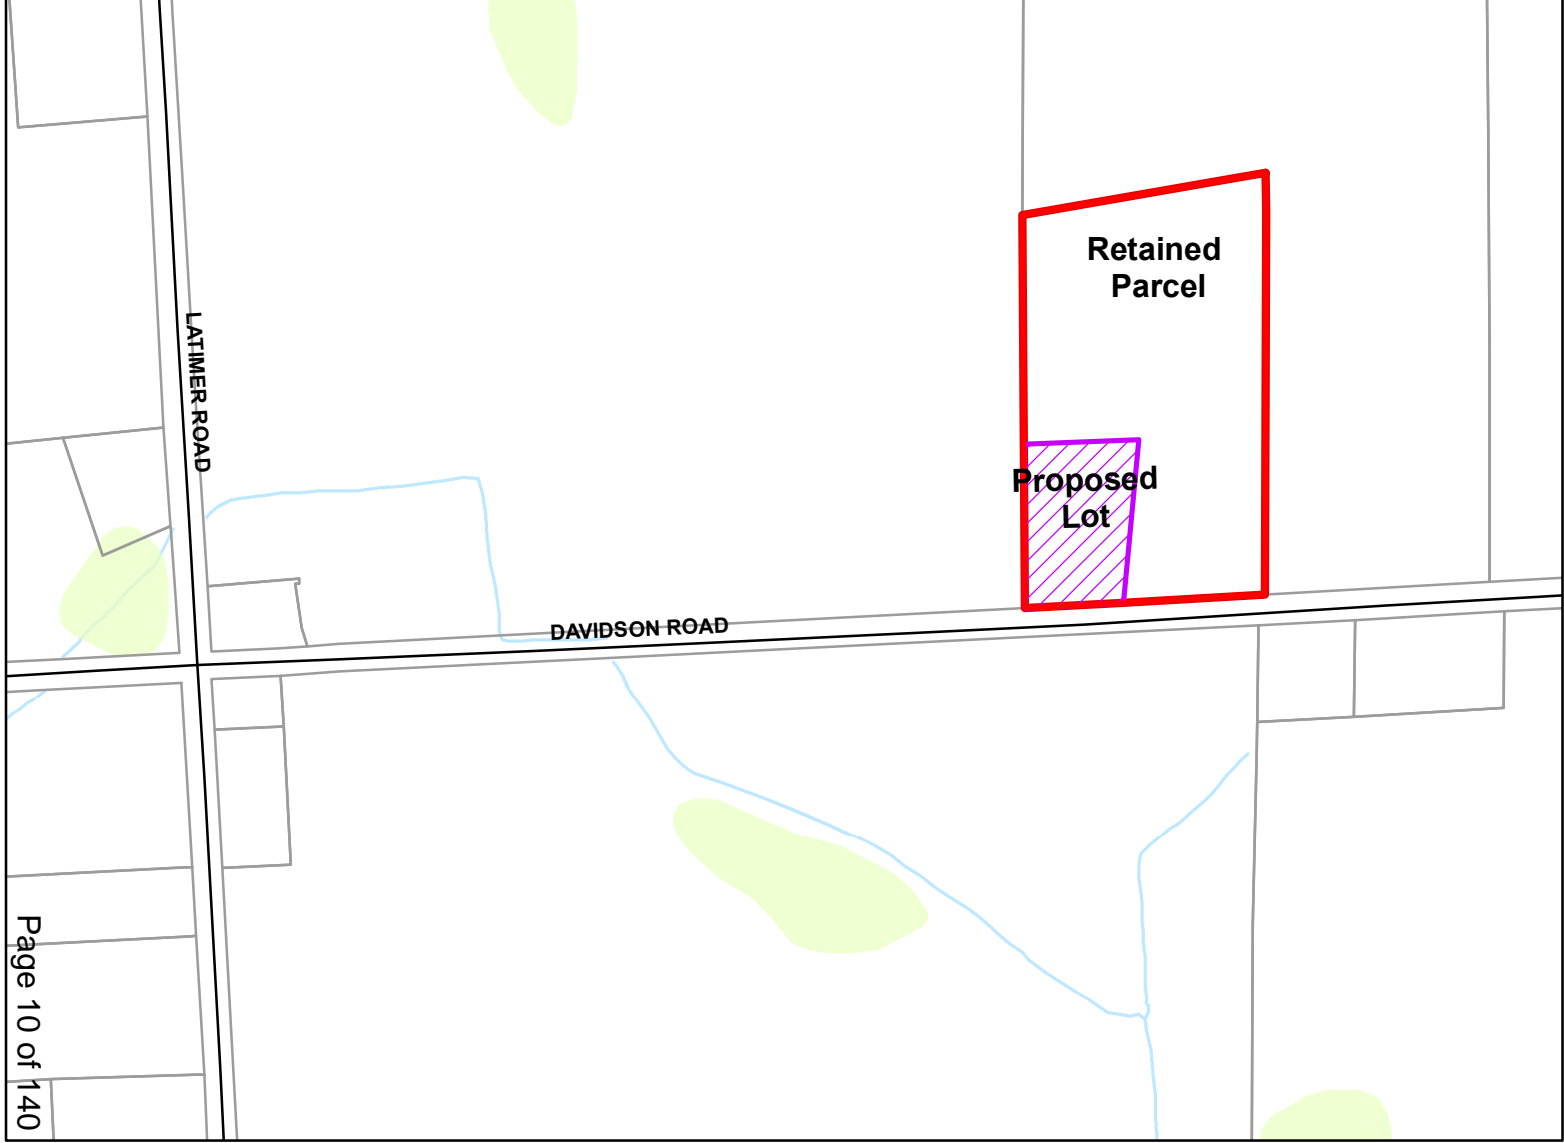 Retained
Parcel
LATIMER ROAD
Proposed
Lot
DAVIDSON ROAD
Page 10 of 140